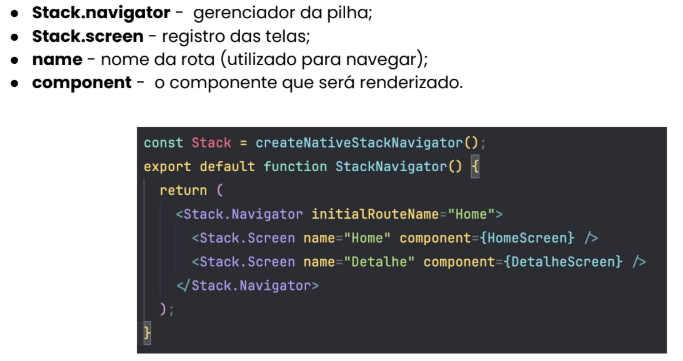 ● Stack.navigator - gerenciador da pilha;
● Stack.screen - registro das telas;
● name - nome da rota (utilizado para navegar);
● component - o componente que será renderizado.
const Stack = createNativeStackNavigator();
export default function StackNavigator() {
  return (
    <Stack.Navigator initialRouteName="Home">
      <Stack.Screen name="Home" component={HomeScreen} />
      <Stack.Screen name="Detalhe" component={DetalheScreen} />
    </Stack.Navigator>
  );
}